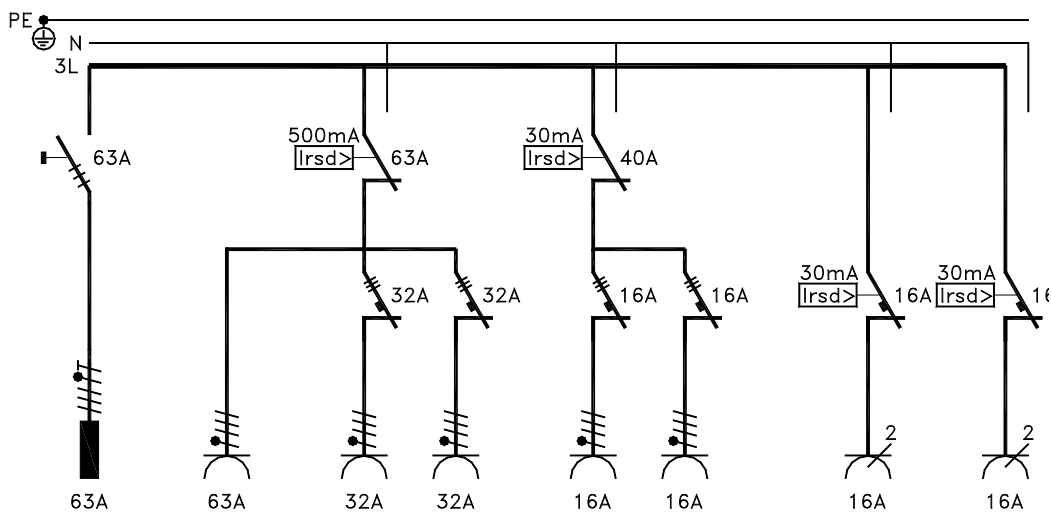 PE
N
3L
500mA 30mA
Irsd> 63A Irsd> 40A
63A
30mA 30mA
32A 32A 16A 16A Irsd> 16A Irsd> 16
2 2
63A 63A 32A 32A 16A 16A 16A 16A